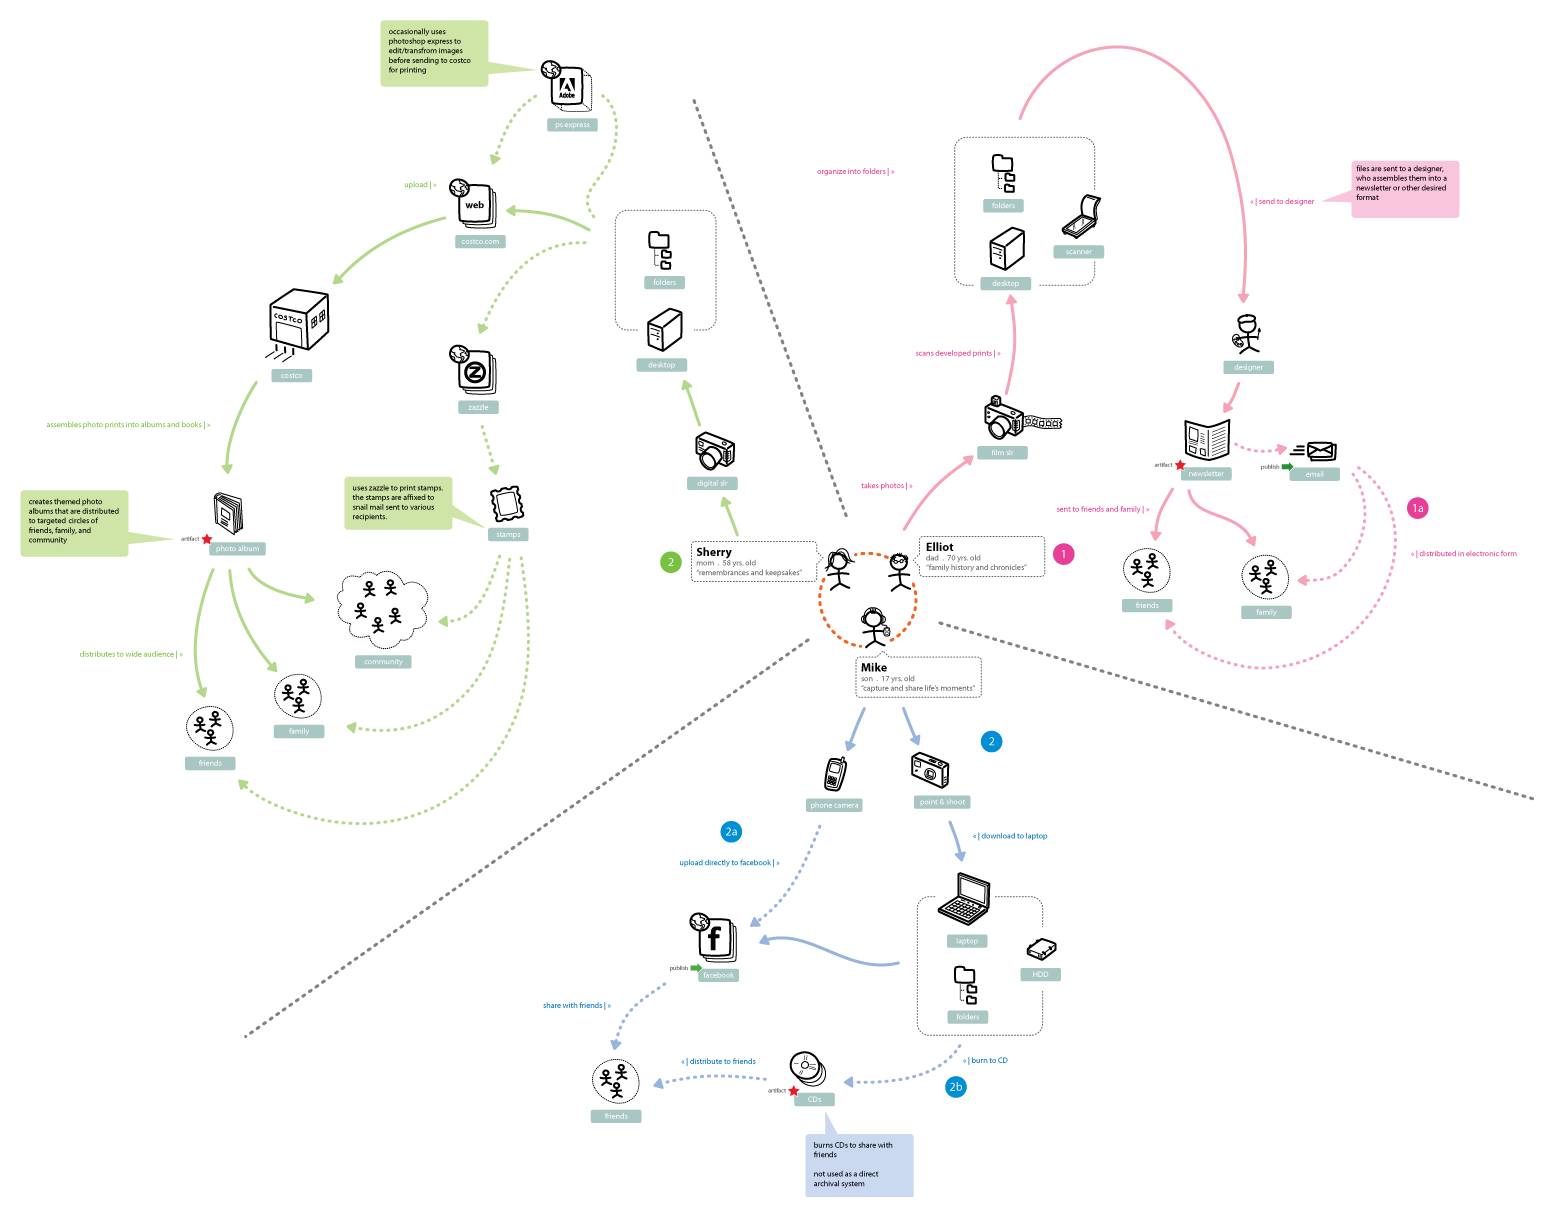 occasionally uses
photoshop express to
edit/transfrom images
before sending to costco
for printing
Adobe
ps express
upload | »
web
costco.com
folders
desktop
COSTCO
costco
Z
zazzle
assembles photo prints into albums and books | »
creates themed photo
albums that are distributed
to targeted circles of
friends, family, and
community
artifact
photo album
uses zazzle to print stamps.
the stamps are affixed to
snail mail sent to various
recipients.
stamps
digital slr
community
distributes to wide audience | »
family
friends
2
Sherry
mom . 58 yrs. old
"remembrances and keepsakes"
organize into folders | »
folders
scanner
desktop
« | send to designer
files are sent to a designer,
who assembles them into a
newsletter or other desired
format
scans developed prints | »
designer
film slr
artifact
newsletter
publish
email
takes photos | »
sent to friends and family | »
1a
« | distributed in electronic form
friends
family
Elliot
dad . 70 yrs. old
"family history and chronicles"
1
Mike
son . 17 yrs. old
"capture and share life's moments"
2
phone camera
point & shoot
2a
« | download to laptop
upload directly to facebook | »
f
publish
facebook
laptop
HDD
folders
share with friends | »
« | distribute to friends
« | burn to CD
2b
artifact
CDs
friends
burns CDs to share with
friends
not used as a direct
archival system